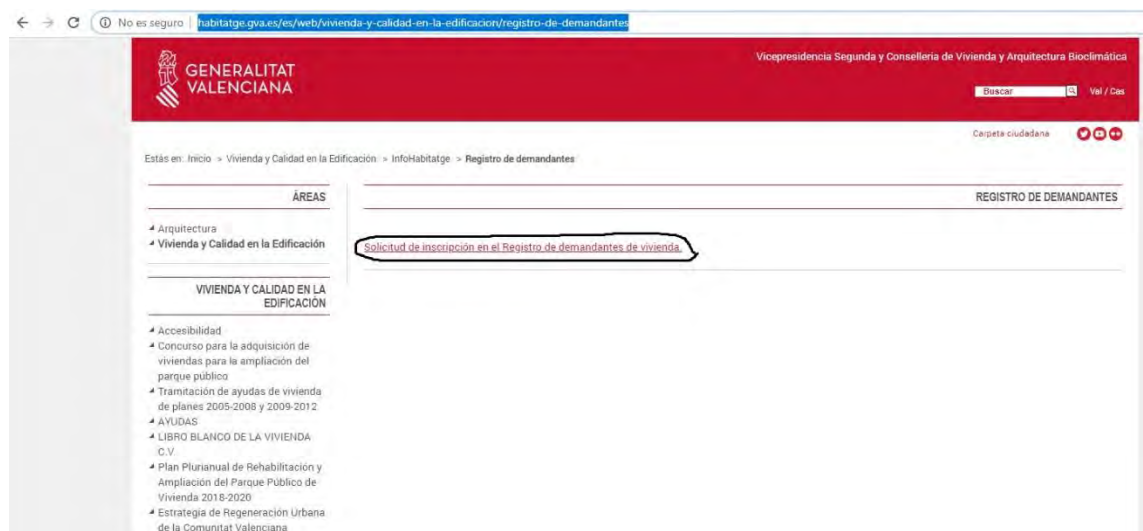 No es seguro | habitatge.gva.es/es/web/vivienda-y-calidad-en-la-edificacion/registro-de-demandantes
GENERALITAT
VALENCIANA
Vicepresidencia Segunda y Conselleria de Vivienda y Arquitectura Bioclimática
Buscar
Val / Cas
Carpeta ciudadana
Estás en: Inicio > Vivienda y Calidad en la Edificación > InfoHabitatge > Registro de demandantes
ÁREAS
Arquitectura
Vivienda y Calidad en la Edificación
REGISTRO DE DEMANDANTES
Solicitud de inscripción en el Registro de demandantes de vivienda.
VIVIENDA Y CALIDAD EN LA
EDIFICACIÓN
Accesibilidad
Concurso para la adquisición de
viviendas para la ampliación del
parque público
Tramitación de ayudas de vivienda
de planes 2005-2008 y 2009-2012
AYUDAS
LIBRO BLANCO DE LA VIVIENDA
C.V.
Plan Plurianual de Rehabilitación y
Ampliación del Parque Público de
Vivienda 2018-2020
Estrategia de Regeneración Urbana
de la Comunitat Valenciana